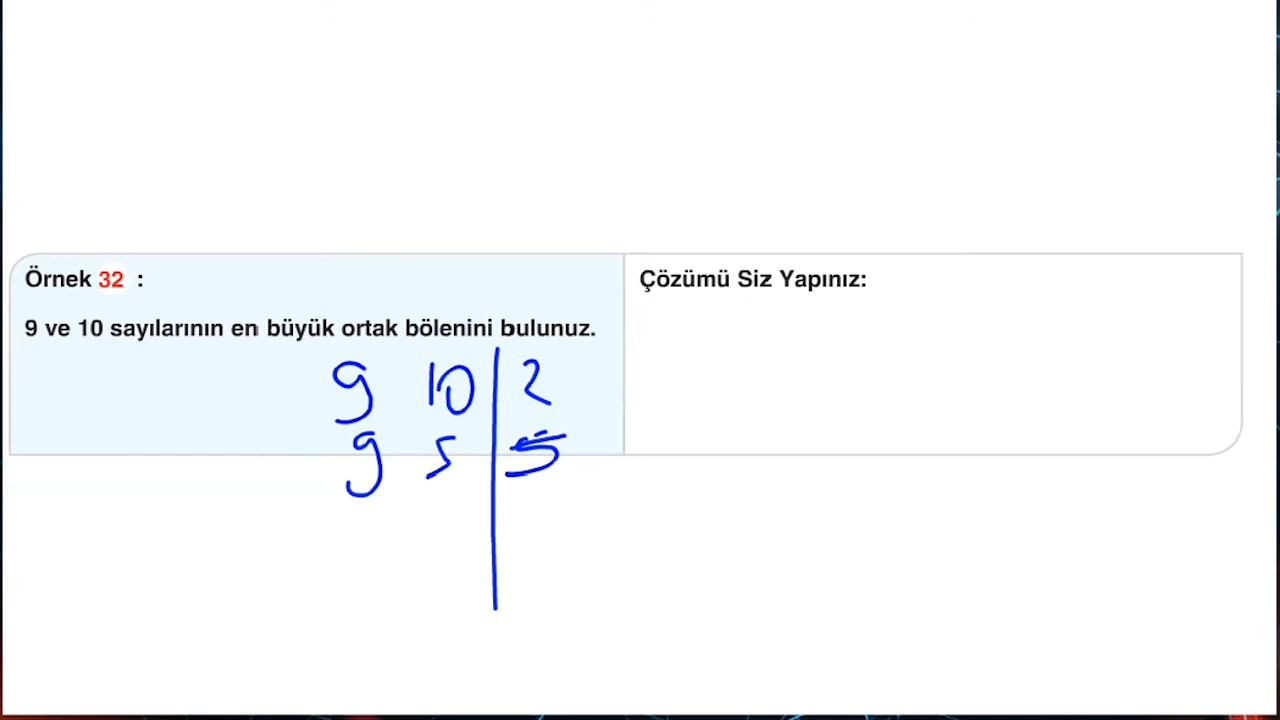 Örnek 32 :
9 ve 10 sayılarının en büyük ortak bölenini bulunuz.
9 10 2
9 5 5
Çözümü Siz Yapınız: